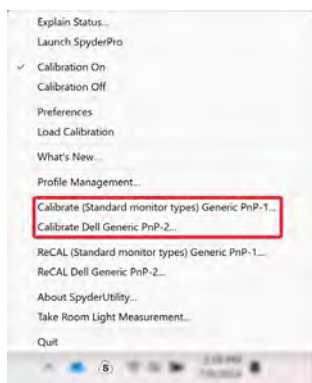 Explain Status...
Launch SpyderPro
Calibration On
Calibration Off
Preferences
Load Calibration
What's New...
Profile Management...
Calibrate (Standard monitor types) Generic PnP-1...
Calibrate Dell Generic PnP-2...
ReCAL (Standard monitor types) Generic PnP-1...
ReCAL Dell Generic PnP-2...
About SpyderUtility...
Take Room Light Measurement...
Quit
S